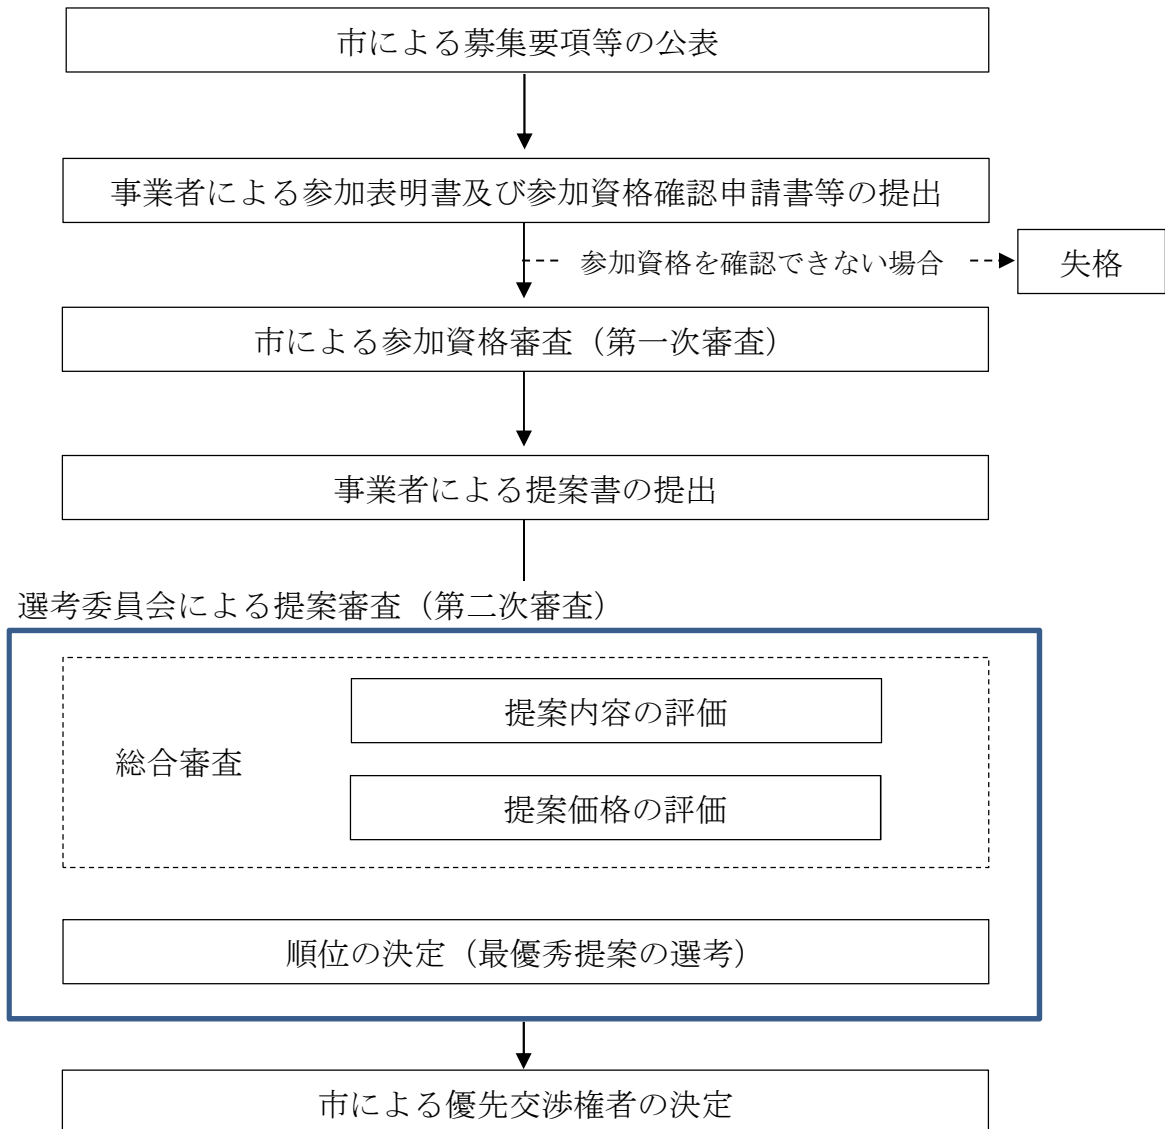 市による募集要項等の公表
事業者による参加表明書及び参加資格確認申請書等の提出
参加資格を確認できない場合
失格
市による参加資格審査（第一次審査）
事業者による提案書の提出
選考委員会による提案審査（第二次審査）
提案内容の評価
総合審査
提案価格の評価
順位の決定（最優秀提案の選考）
市による優先交渉権者の決定